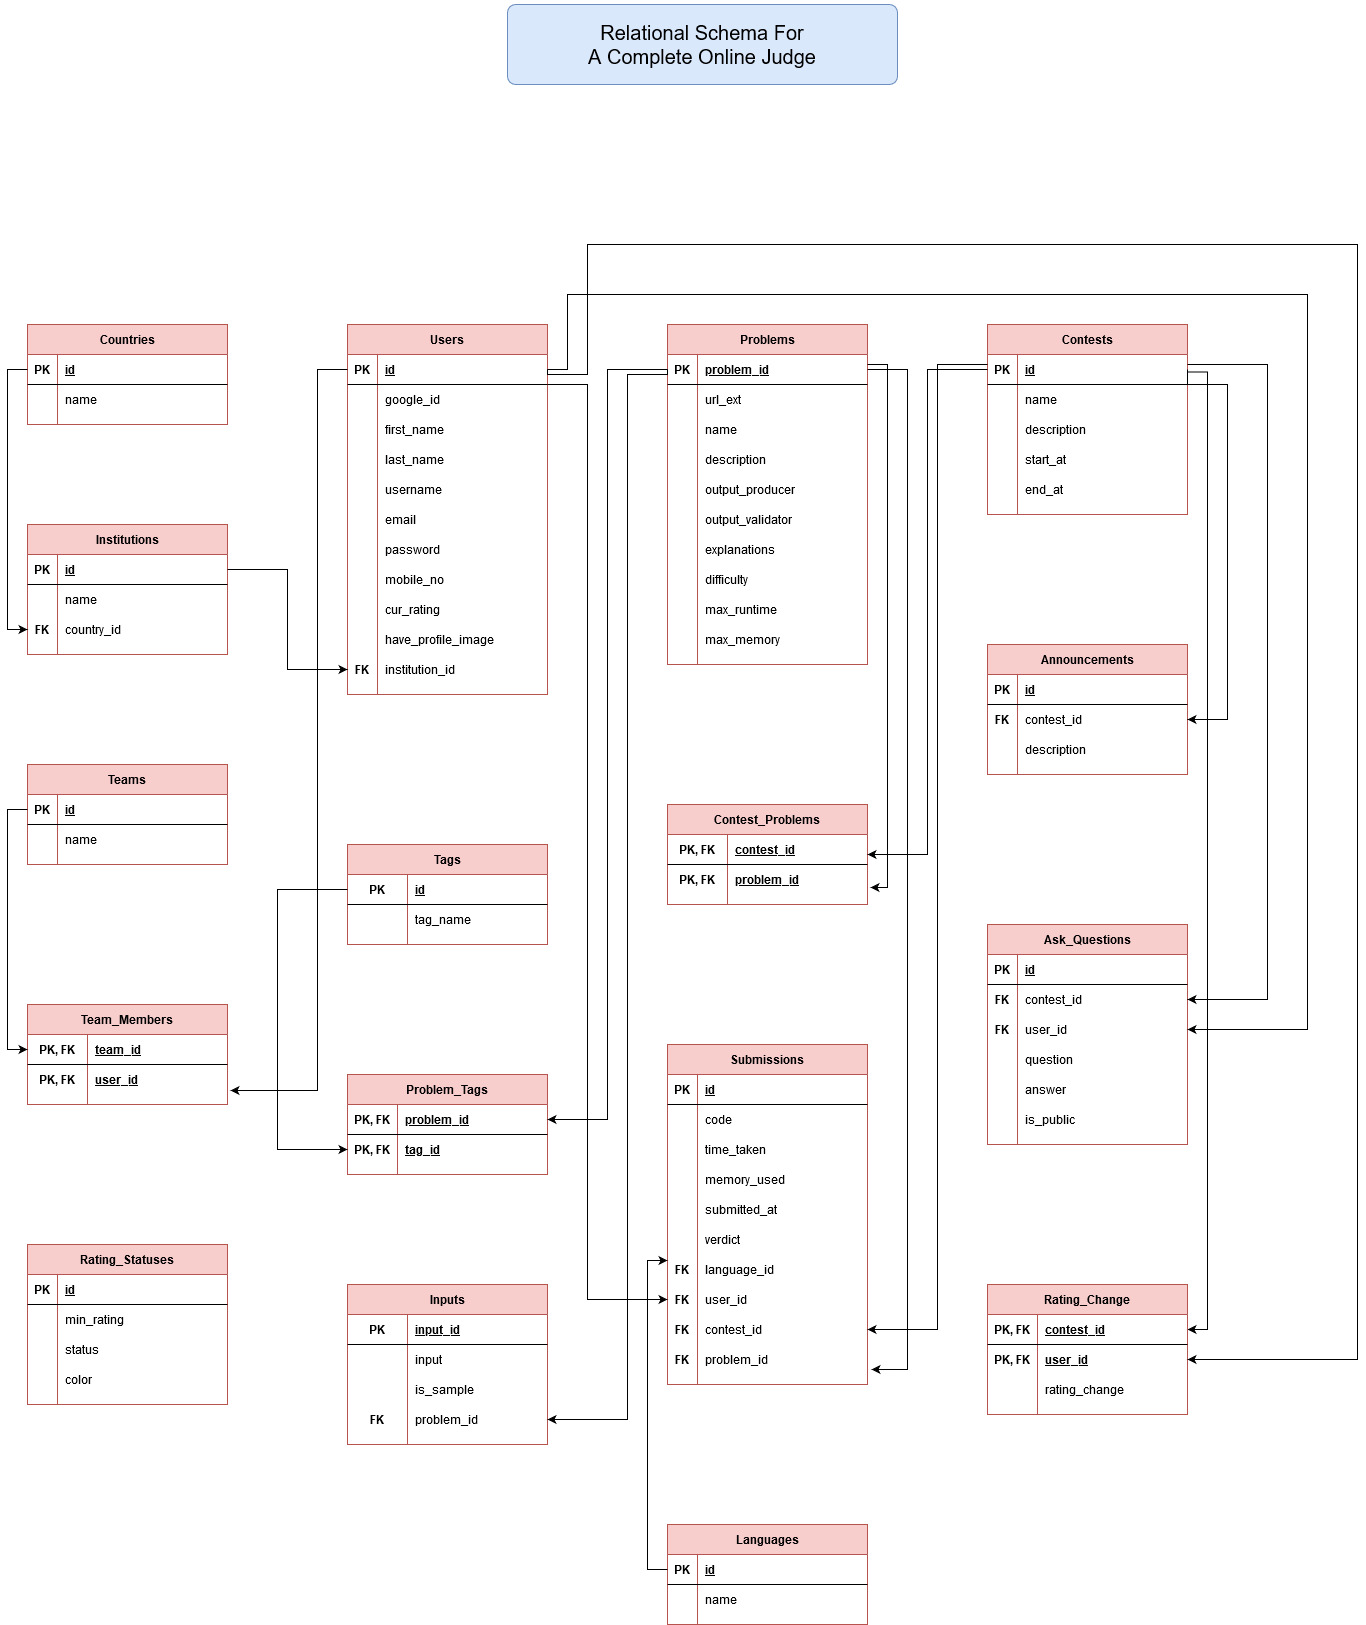 Relational Schema For
A Complete Online Judge
Countries
PK id
name
Institutions
PK id
name
FK country_id
Teams
PK id
name
Team_Members
PK, FK team_id
PK, FK user_id
Rating_Statuses
PK id
min_rating
status
color
Users
PK id
google_id
first_name
last_name
username
email
password
mobile_no
cur_rating
have_profile_image
FK institution_id
Tags
PK id
tag_name
Problem_Tags
PK, FK problem_id
PK, FK tag_id
Inputs
PK input_id
input
is_sample
FK problem_id
Problems
PK problem_id
url_ext
name
description
output_producer
output_validator
explanations
difficulty
max_runtime
max_memory
Contest_Problems
PK, FK contest_id
PK, FK problem_id
Submissions
PK id
code
time_taken
memory_used
submitted_at
verdict
FK language_id
FK user_id
FK contest_id
FK problem_id
Languages
PK id
name
Contests
PK id
name
description
start_at
end_at
Announcements
PK id
FK contest_id
description
Ask_Questions
PK id
FK contest_id
FK user_id
question
answer
is_public
Rating_Change
PK, FK contest_id
PK, FK user_id
rating_change